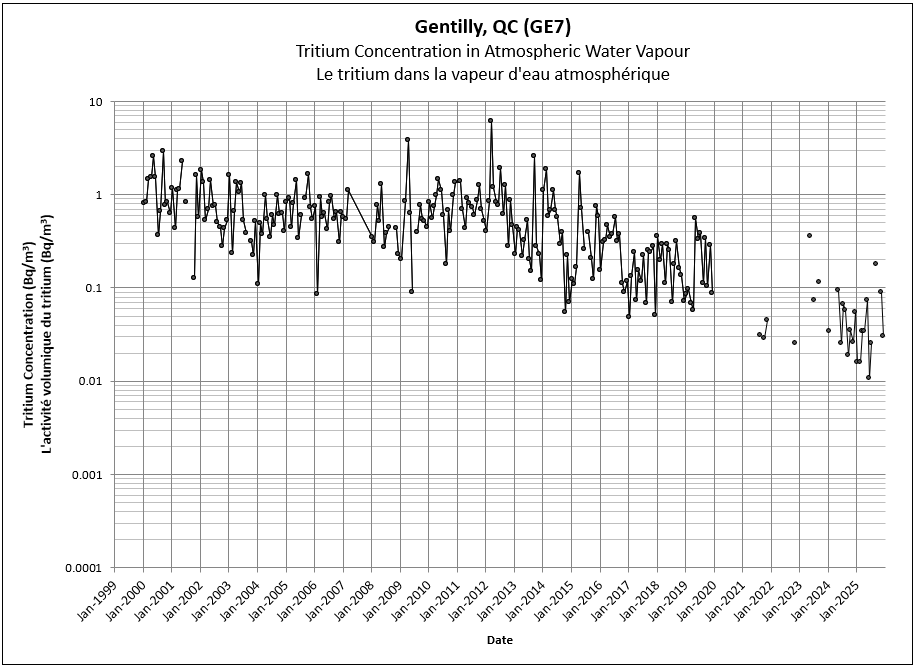 Gentilly, QC (GE7)
Tritium Concentration in Atmospheric Water Vapour
Le tritium dans la vapeur d'eau atmosphérique
Tritium Concentration (Bq/m³)
L'activité volumique du tritium (Bq/m³)
10
1
0.1
0.01
0.001
0.0001
Jan-1999
Jan-2000
Jan-2001
Jan-2002
Jan-2003
Jan-2004
Jan-2005
Jan-2006
Jan-2007
Jan-2008
Jan-2009
Jan-2010
Jan-2011
Jan-2012
Jan-2013
Jan-2014
Jan-2015
Jan-2016
Jan-2017
Jan-2018
Jan-2019
Jan-2020
Jan-2021
Jan-2022
Jan-2023
Jan-2024
Jan-2025
Date